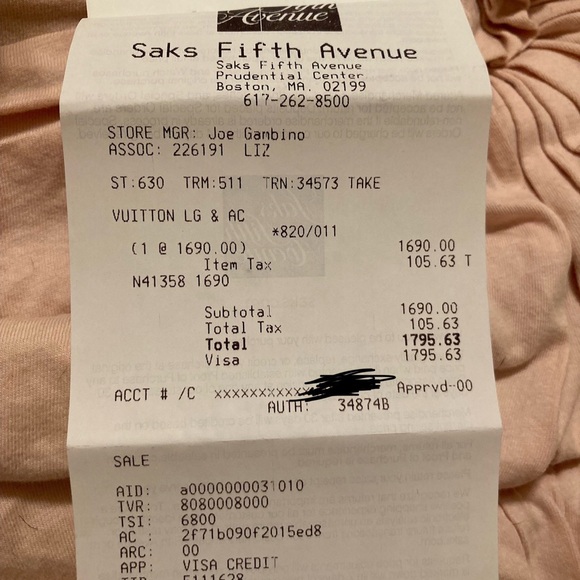 Fifth
Avenue
Saks Fifth Avenue
Saks Fifth Avenue
Prudential Center
Boston, MA. 02199
617-262-8500
STORE MGR: Joe Gambino
ASSOC: 226191 LIZ
ST:630 TRM:511 TRN:34573 TAKE
VUITTON LG & AC
*820/011
(1 @ 1690.00) 1690.00
Item Tax 105.63 T
N41358 1690
Subtotal 1690.00
Total Tax 105.63
Total 1795.63
Visa 1795.63
ACCT # /C xxxxxxxxxxx Apprvd-00
AUTH: 34874B
SALE
AID: a0000000031010
TVR: 8080008000
TSI: 6800
AC : 2f71b090f2015ed8
ARC: 00
APP: VISA CREDIT